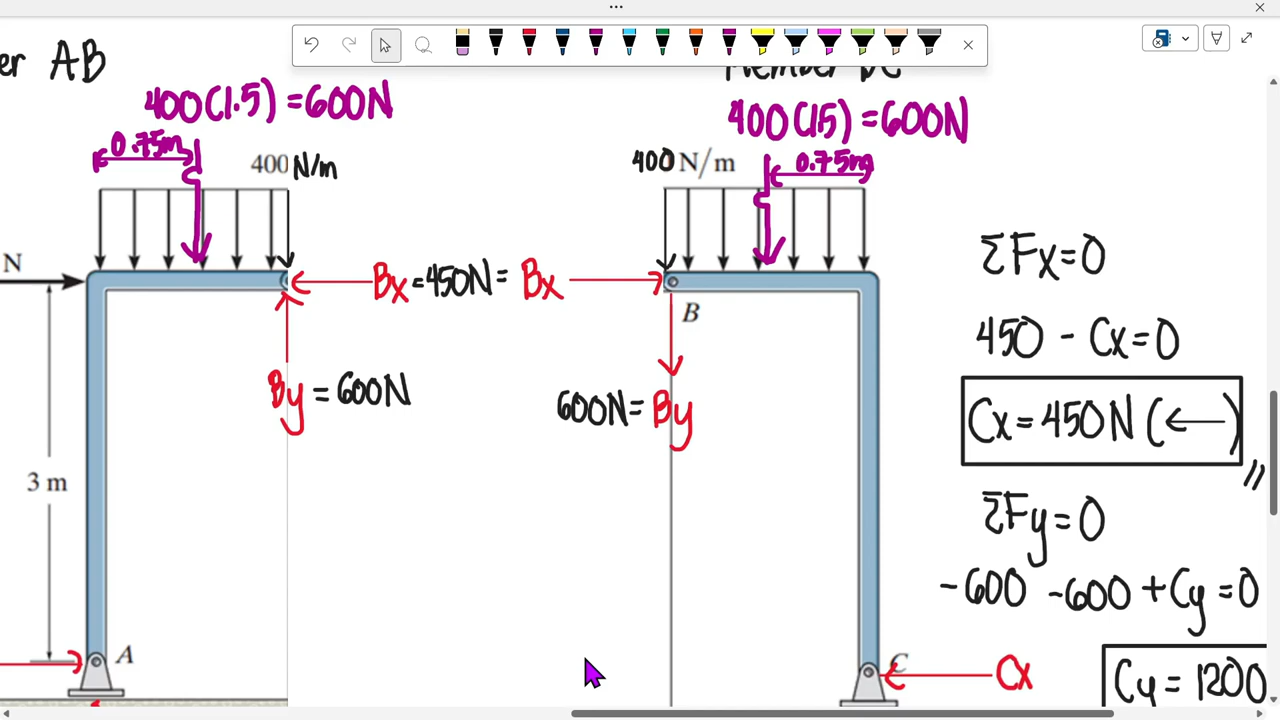 er AB
Member BC
400(1.5) = 600N
400(1.5) = 600N
0.75m
0.75m
400 N/m
400 N/m
N
Bx = 450N = Bx
B
ΣFx = 0
450 - Cx = 0
By = 600N
600N = By
Cx = 450N (←)
3 m
ΣFy = 0
-600 -600 + Cy = 0
A
C
Cx
Cy = 1200